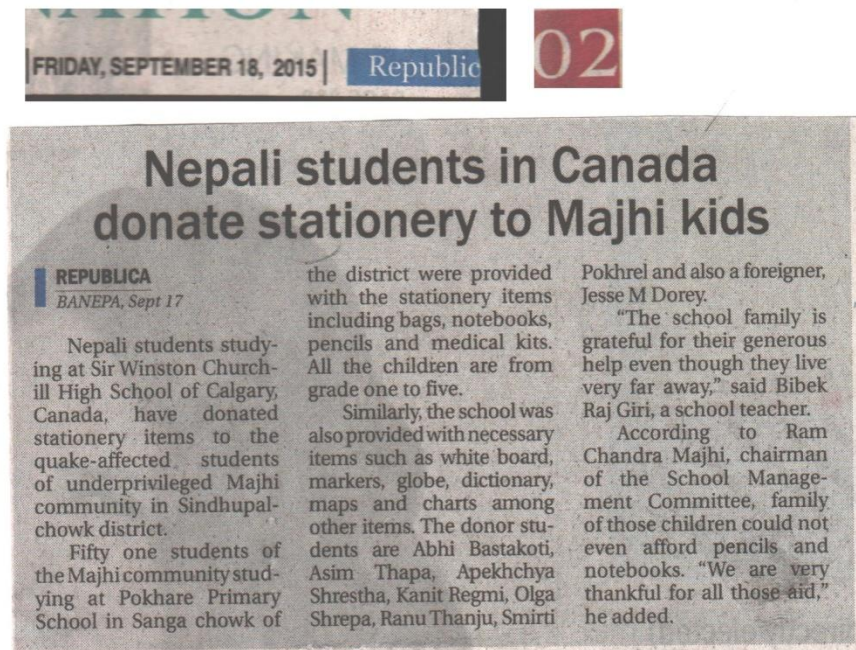 NATION
FRIDAY, SEPTEMBER 18, 2015
Republic
02
Nepali students in Canada
donate stationery to Majhi kids
REPUBLICA
BANEPA, Sept 17
Nepali students study-
ing at Sir Winston Church-
ill High School of Calgary,
Canada, have donated
stationery items to the
quake-affected students
of underprivileged Majhi
community in Sindhupal-
chowk district.
Fifty one students of
the Majhi community stud-
ying at Pokhare Primary
School in Sanga chowk of
the district were provided
with the stationery items
including bags, notebooks,
pencils and medical kits.
All the children are from
grade one to five.
Similarly, the school was
also provided with necessary
items such as white board,
markers, globe, dictionary,
maps and charts among
other items. The donor stu-
dents are Abhi Bastakoti,
Asim Thapa, Apekhchya
Shrestha, Kanit Regmi, Olga
Shrepa, Ranu Thanju, Smirti
Pokhrel and also a foreigner,
Jesse M Dorey.
"The school family is
grateful for their generous
help even though they live
very far away," said Bibek
Raj Giri, a school teacher.
According to Ram
Chandra Majhi, chairman
of the School Manage-
ment Committee, family
of those children could not
even afford pencils and
notebooks. "We are very
thankful for all those aid,"
he added.